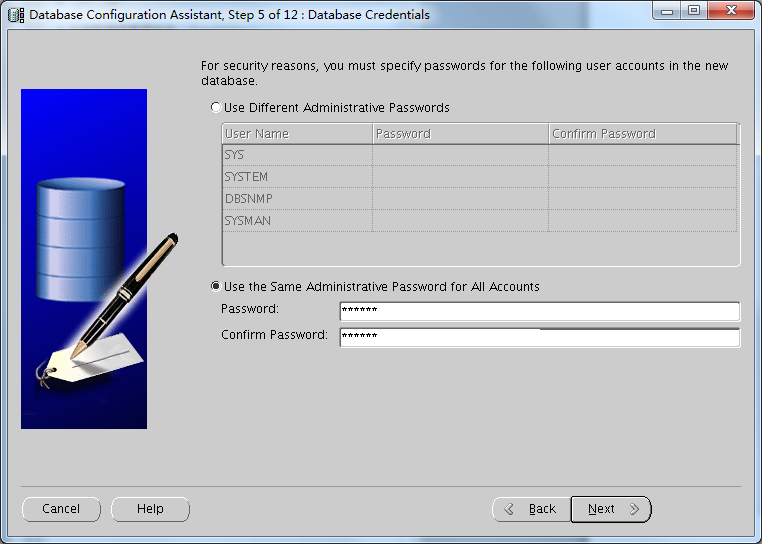 Database Configuration Assistant, Step 5 of 12 : Database Credentials
For security reasons, you must specify passwords for the following user accounts in the new
database.
Use Different Administrative Passwords
User Name Password Confirm Password
SYS
SYSTEM
DBSNMP
SYSMAN
Use the Same Administrative Password for All Accounts
Password: ******
Confirm Password: ******
Cancel Help Back Next